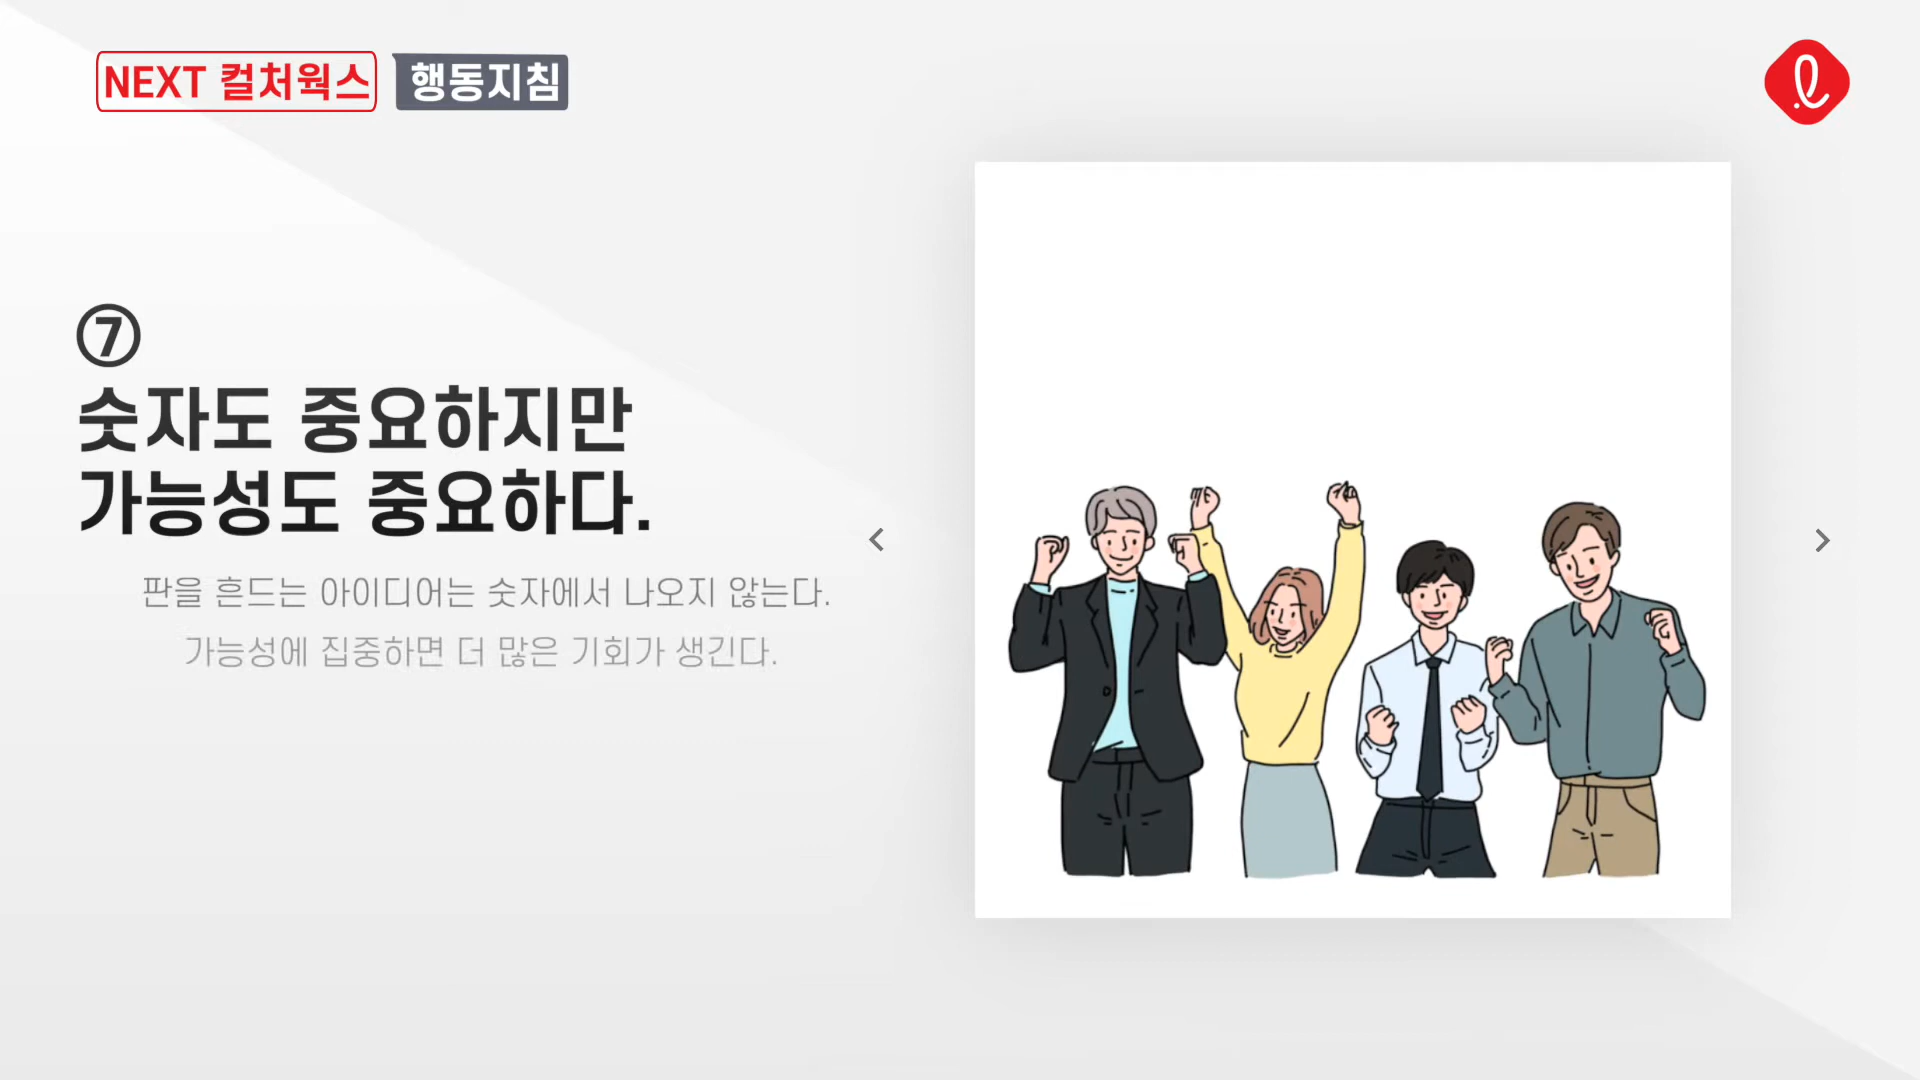 NEXT 컬처웍스 행동지침
⑦
숫자도 중요하지만
가능성도 중요하다.
판을 흔드는 아이디어는 숫자에서 나오지 않는다.
가능성에 집중하면 더 많은 기회가 생긴다.